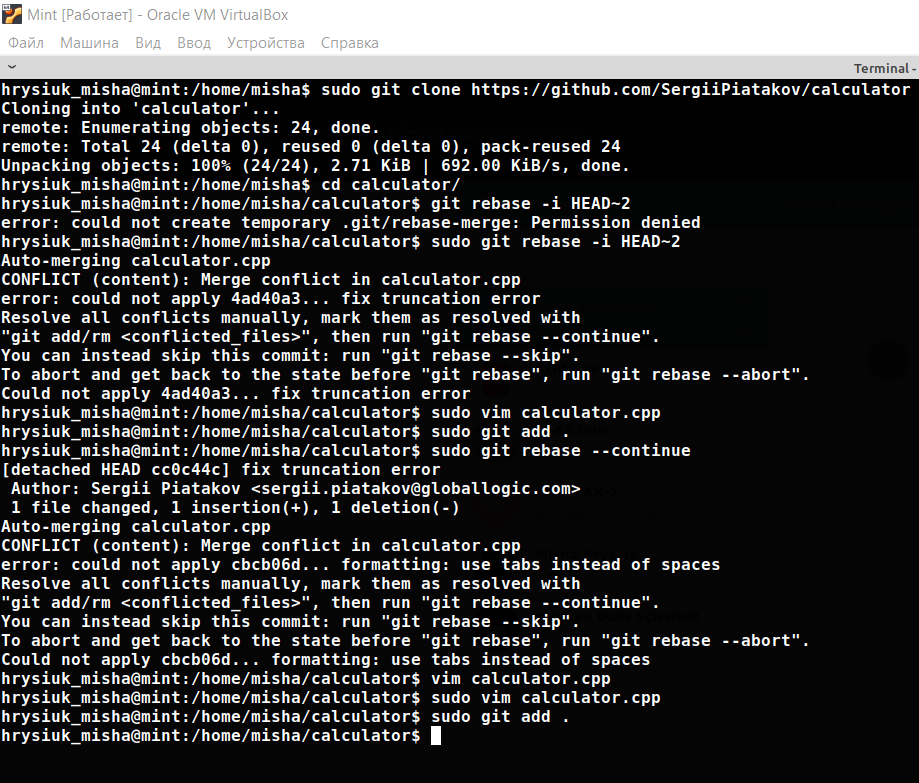 Mint [Работает] - Oracle VM VirtualBox
Файл Машина Вид Ввод Устройства Справка
Terminal -
hrysiuk_misha@mint:/home/misha$ sudo git clone https://github.com/SergiiPiatakov/calculator
Cloning into 'calculator'...
remote: Enumerating objects: 24, done.
remote: Total 24 (delta 0), reused 0 (delta 0), pack-reused 24
Unpacking objects: 100% (24/24), 2.71 KiB | 692.00 KiB/s, done.
hrysiuk_misha@mint:/home/misha$ cd calculator/
hrysiuk_misha@mint:/home/misha/calculator$ git rebase -i HEAD~2
error: could not create temporary .git/rebase-merge: Permission denied
hrysiuk_misha@mint:/home/misha/calculator$ sudo git rebase -i HEAD~2
Auto-merging calculator.cpp
CONFLICT (content): Merge conflict in calculator.cpp
error: could not apply 4ad40a3... fix truncation error
Resolve all conflicts manually, mark them as resolved with
"git add/rm <conflicted_files>", then run "git rebase --continue".
You can instead skip this commit: run "git rebase --skip".
To abort and get back to the state before "git rebase", run "git rebase --abort".
Could not apply 4ad40a3... fix truncation error
hrysiuk_misha@mint:/home/misha/calculator$ sudo vim calculator.cpp
hrysiuk_misha@mint:/home/misha/calculator$ sudo git add .
hrysiuk_misha@mint:/home/misha/calculator$ sudo git rebase --continue
[detached HEAD cc0c44c] fix truncation error
 Author: Sergii Piatakov <sergii.piatakov@globallogic.com>
 1 file changed, 1 insertion(+), 1 deletion(-)
Auto-merging calculator.cpp
CONFLICT (content): Merge conflict in calculator.cpp
error: could not apply cbcb06d... formatting: use tabs instead of spaces
Resolve all conflicts manually, mark them as resolved with
"git add/rm <conflicted_files>", then run "git rebase --continue".
You can instead skip this commit: run "git rebase --skip".
To abort and get back to the state before "git rebase", run "git rebase --abort".
Could not apply cbcb06d... formatting: use tabs instead of spaces
hrysiuk_misha@mint:/home/misha/calculator$ vim calculator.cpp
hrysiuk_misha@mint:/home/misha/calculator$ sudo vim calculator.cpp
hrysiuk_misha@mint:/home/misha/calculator$ sudo git add .
hrysiuk_misha@mint:/home/misha/calculator$